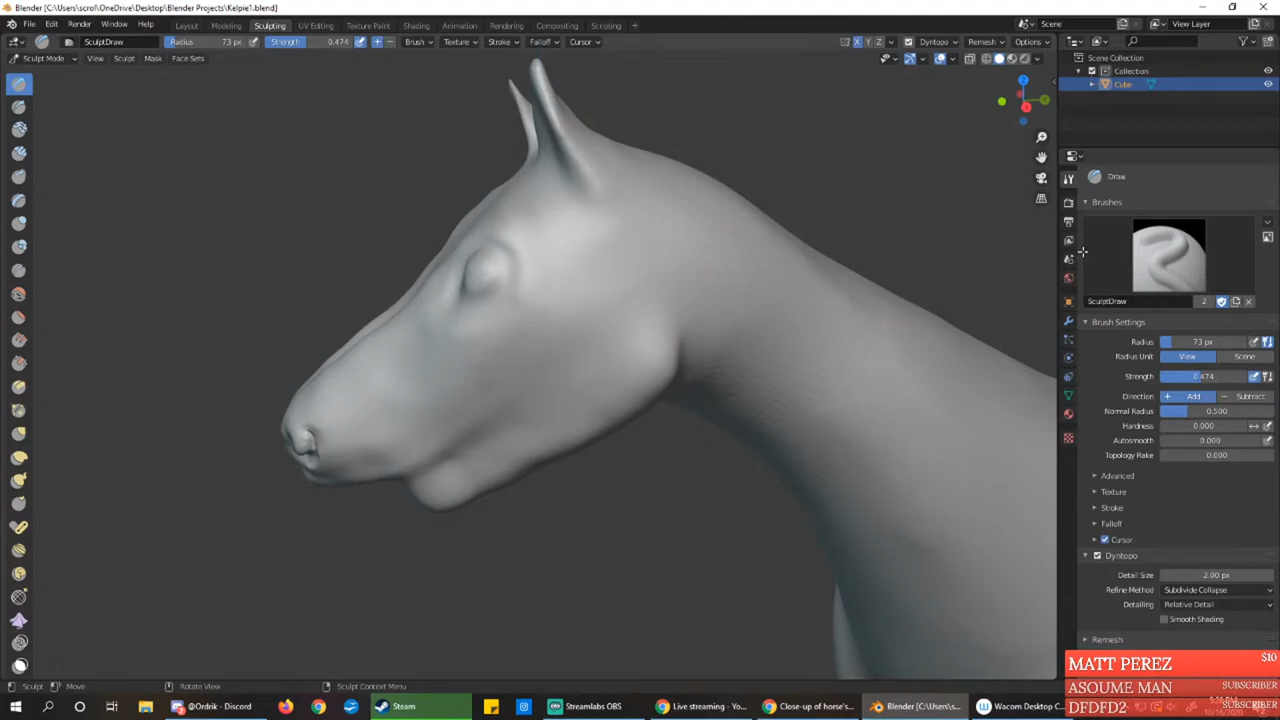 Blender [C:\Users\scrol\OneDrive\Desktop\Blender Projects\Kelpie1.blend]
File Edit Render Window Help Layout Modeling Sculpting UV Editing Texture Paint Shading Animation Rendering Compositing Scripting + Scene View Layer
SculptDraw Radius 73 px Strength 0.474 + − Brush Texture Stroke Falloff Cursor X Y Z Dyntopo Remesh Options
Sculpt Mode View Sculpt Mask Face Sets
Scene Collection
Collection
Cube
Draw
Brushes
SculptDraw 2
Brush Settings
Radius 73 px
Radius Unit View Scene
Strength 0.474
Direction + Add − Subtract
Normal Radius 0.500
Hardness 0.000
Autosmooth 0.000
Topology Rake 0.000
Advanced
Texture
Stroke
Falloff
Cursor
Dyntopo
Detail Size 2.00 px
Refine Method Subdivide Collapse
Detailing Relative Detail
Smooth Shading
Remesh
MATT PEREZ $10
ASOUME MAN SUBSCRIBER
DFDFD2 SUBSCRIBER
Sculpt Move Rotate View Sculpt Context Menu
@Ordrik - Discord Steam Streamlabs OBS Live streaming - Yo... Close-up of horse's... Blender [C:\Users\s... Wacom Desktop C...